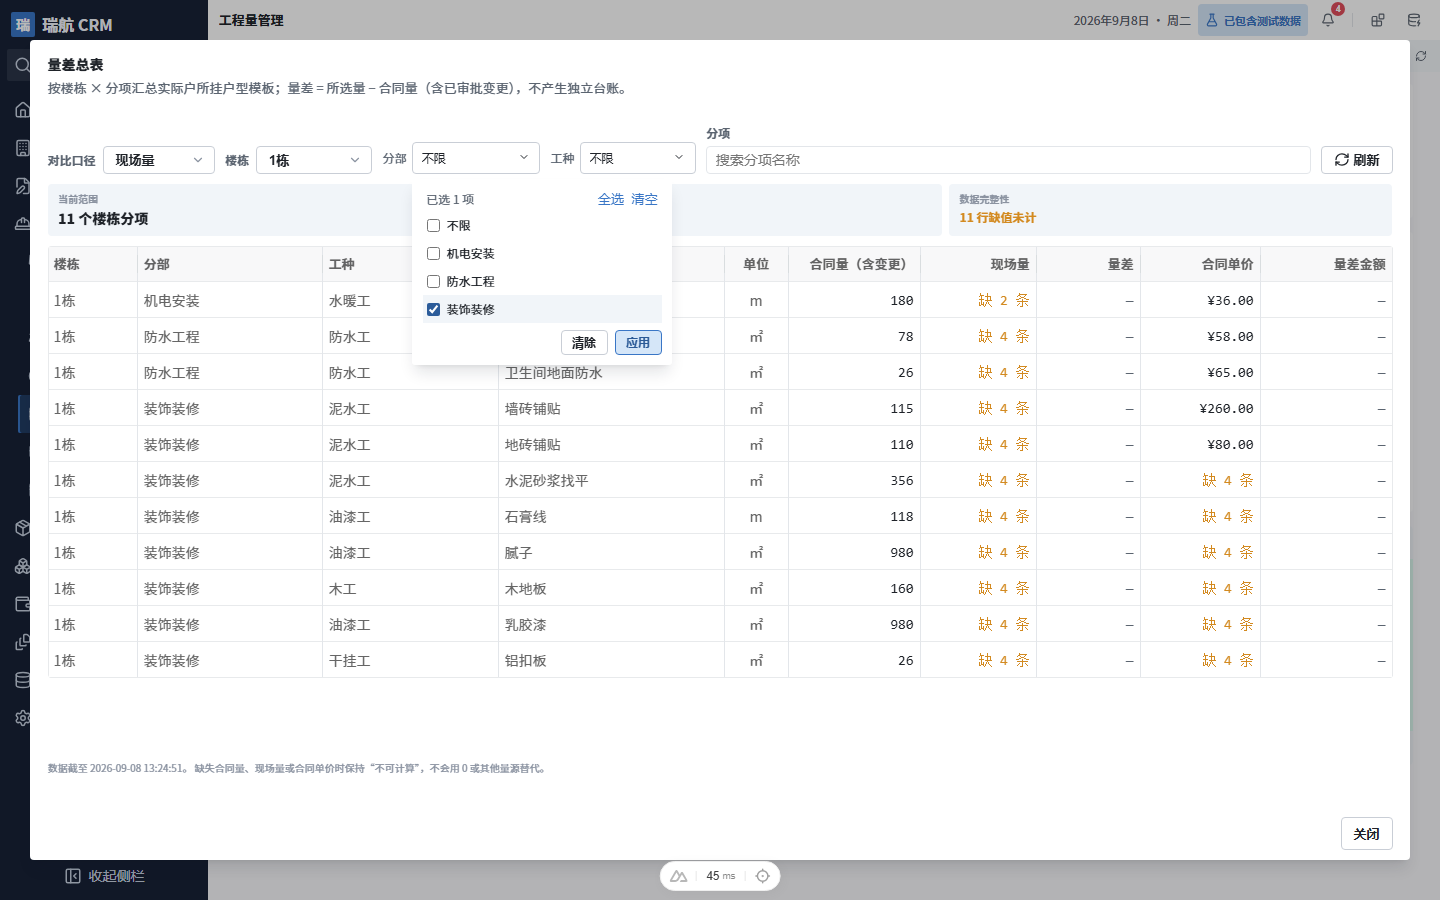 瑞 瑞航 CRM
工程量管理
2026年9月8日 · 周二
已包含测试数据
4
量差总表
按楼栋 × 分项汇总实际户所挂户型模板；量差 = 所选量 − 合同量（含已审批变更），不产生独立台账。
对比口径 现场量 楼栋 1栋 分部 不限 工种 不限
分项
搜索分项名称
刷新
当前范围
11 个楼栋分项
数据完整性
11 行缺值未计
已选 1 项 全选 清空
不限
机电安装
防水工程
装饰装修
清除 应用
楼栋 分部 工种 单位 合同量（含变更） 现场量 量差 合同单价 量差金额
1栋 机电安装 水暖工 m 180 缺 2 条 — ¥36.00 —
1栋 防水工程 防水工 ㎡ 78 缺 4 条 — ¥58.00 —
1栋 防水工程 防水工 卫生间地面防水 ㎡ 26 缺 4 条 — ¥65.00 —
1栋 装饰装修 泥水工 墙砖铺贴 ㎡ 115 缺 4 条 — ¥260.00 —
1栋 装饰装修 泥水工 地砖铺贴 ㎡ 110 缺 4 条 — ¥80.00 —
1栋 装饰装修 泥水工 水泥砂浆找平 ㎡ 356 缺 4 条 — 缺 4 条 —
1栋 装饰装修 油漆工 石膏线 m 118 缺 4 条 — 缺 4 条 —
1栋 装饰装修 油漆工 腻子 ㎡ 980 缺 4 条 — 缺 4 条 —
1栋 装饰装修 木工 木地板 ㎡ 160 缺 4 条 — 缺 4 条 —
1栋 装饰装修 油漆工 乳胶漆 ㎡ 980 缺 4 条 — 缺 4 条 —
1栋 装饰装修 干挂工 铝扣板 ㎡ 26 缺 4 条 — 缺 4 条 —
数据截至 2026-09-08 13:24:51。 缺失合同量、现场量或合同单价时保持“不可计算”，不会用 0 或其他量源替代。
关闭
收起侧栏
45 ms